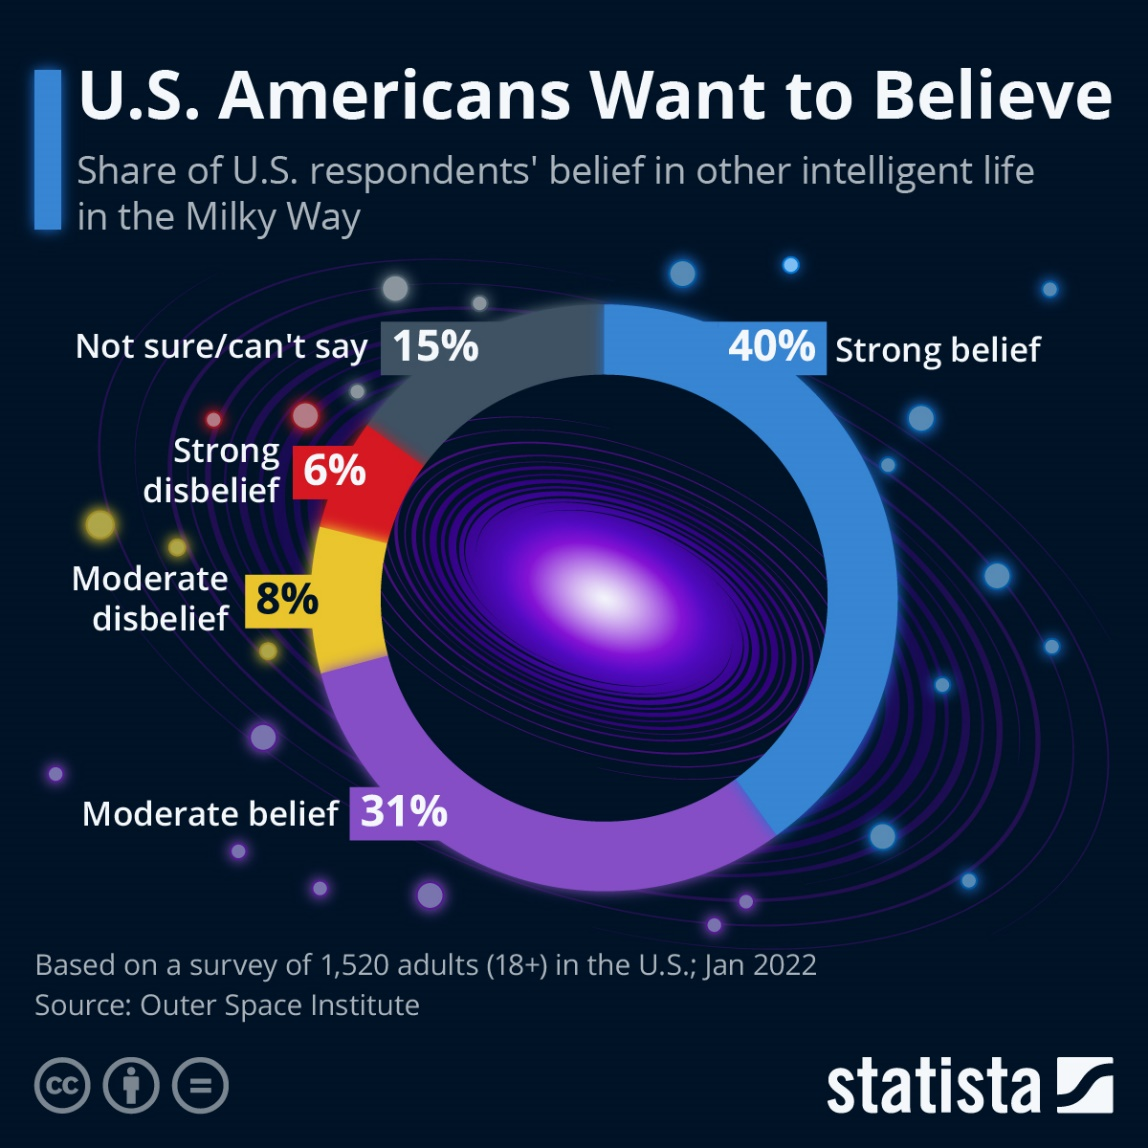 U.S. Americans Want to Believe
Share of U.S. respondents' belief in other intelligent life
in the Milky Way
Not sure/can't say 15%
40% Strong belief
Strong
disbelief
6%
Moderate
disbelief
8%
Moderate belief 31%
Based on a survey of 1,520 adults (18+) in the U.S.; Jan 2022
Source: Outer Space Institute
cc
statista